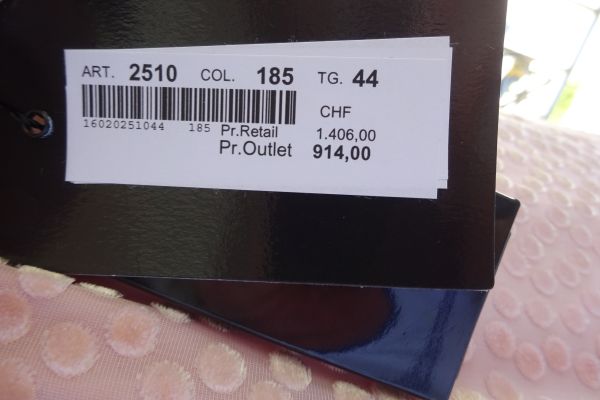 ART. 2510 COL. 185 TG. 44
CHF
16020251044 185 Pr.Retail 1.406,00
Pr.Outlet 914,00